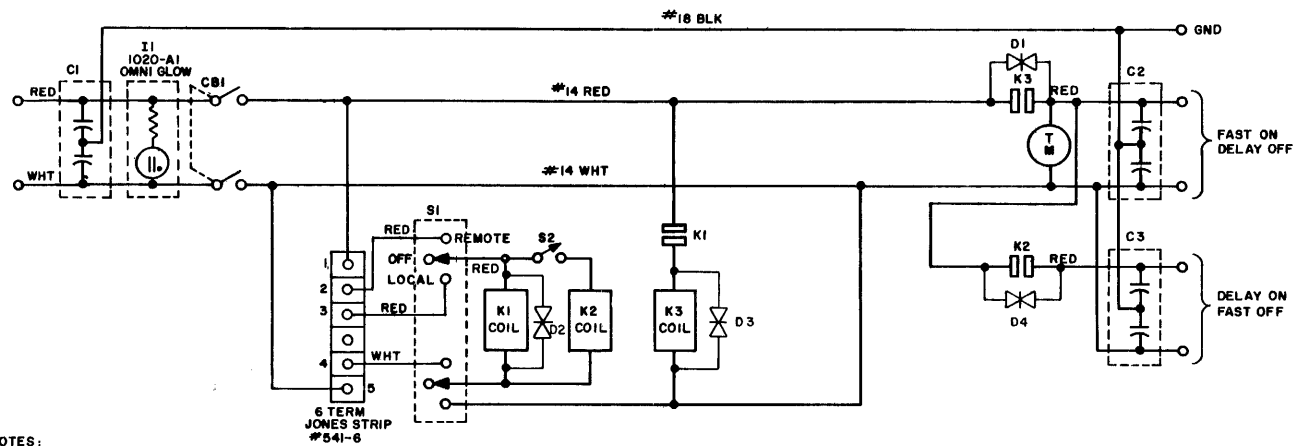 #18 BLK
GND
I1
1020-A1
OMNI GLOW
C1
CB1
D1
K3
C2
RED
#14 RED
RED
T
M
FAST ON
DELAY OFF
WHT
#14 WHT
S1
RED
REMOTE
S2
K1
K2
C3
OFF
RED
RED
1
LOCAL
2
RED
3
K1
COIL
D2
K2
COIL
K3
COIL
D3
D4
DELAY ON
FAST OFF
4
WHT
5
6 TERM
JONES STRIP
#541-6
NOTES: